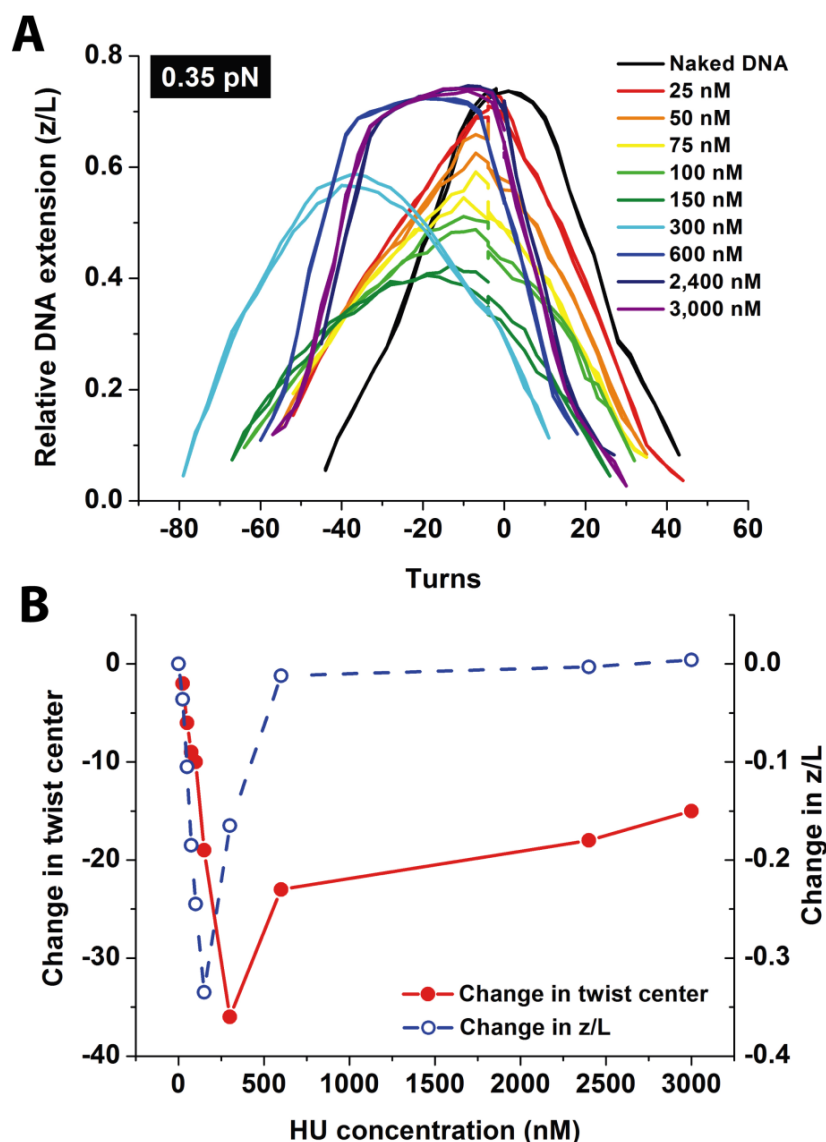 A
0.35 pN
Naked DNA
25 nM
50 nM
75 nM
100 nM
150 nM
300 nM
600 nM
2,400 nM
3,000 nM
Relative DNA extension (z/L)
0.8
0.6
0.4
0.2
0.0
-80 -60 -40 -20 0 20 40 60
Turns
B
Change in twist center
0
-10
-20
-30
-40
0.0
-0.1
-0.2
-0.3
-0.4
Change in z/L
Change in twist center
Change in z/L
0 500 1000 1500 2000 2500 3000
HU concentration (nM)